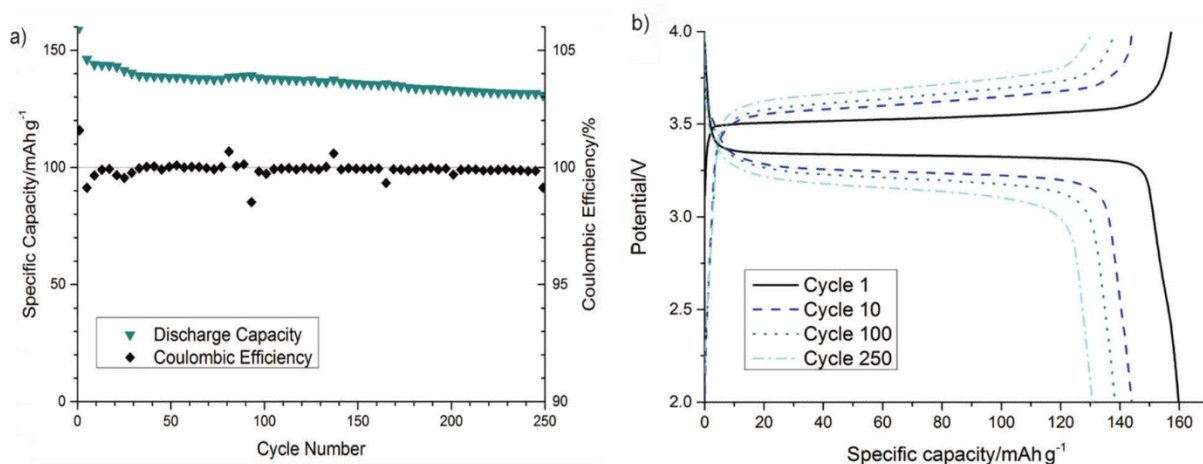 a)
Specific Capacity/mAh g-1
150
100
50
0
0
50
100
150
200
250
Cycle Number
105
100
95
90
Coulombic Efficiency/%
Discharge Capacity
Coulombic Efficiency
b)
Potential/V
4.0
3.5
3.0
2.5
2.0
0
20
40
60
80
100
120
140
160
Specific capacity/mAh g-1
Cycle 1
Cycle 10
Cycle 100
Cycle 250